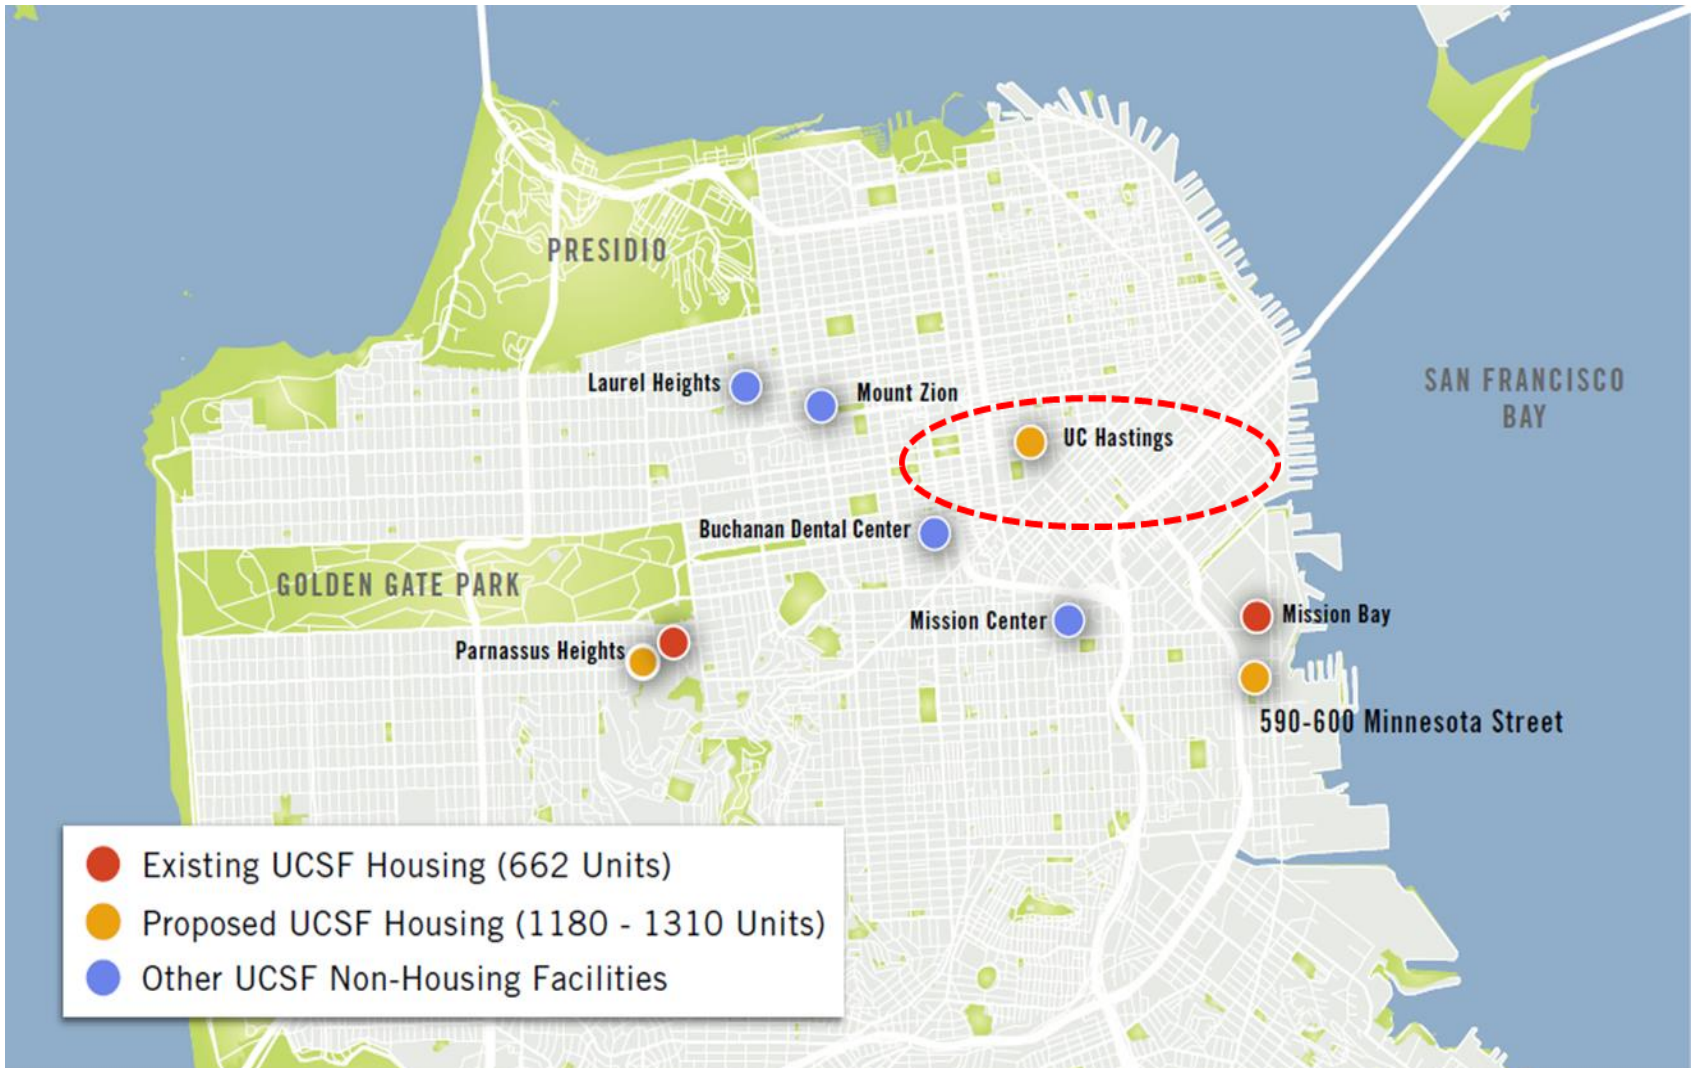 PRESIDIO
Laurel Heights
Mount Zion
SAN FRANCISCO
BAY
UC Hastings
Buchanan Dental Center
GOLDEN GATE PARK
Mission Center
Mission Bay
Parnassus Heights
590-600 Minnesota Street
Existing UCSF Housing (662 Units)
Proposed UCSF Housing (1180 - 1310 Units)
Other UCSF Non-Housing Facilities